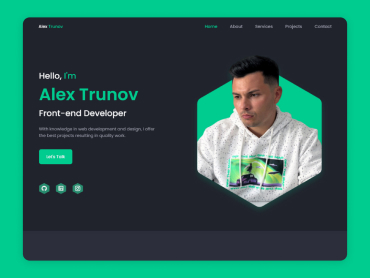 Alex Trunov
Home About Services Projects Contact
Hello, I'm
Alex Trunov
Front-end Developer
With knowledge in web development and design, I offer
the best projects resulting in quality work.
Let's Talk